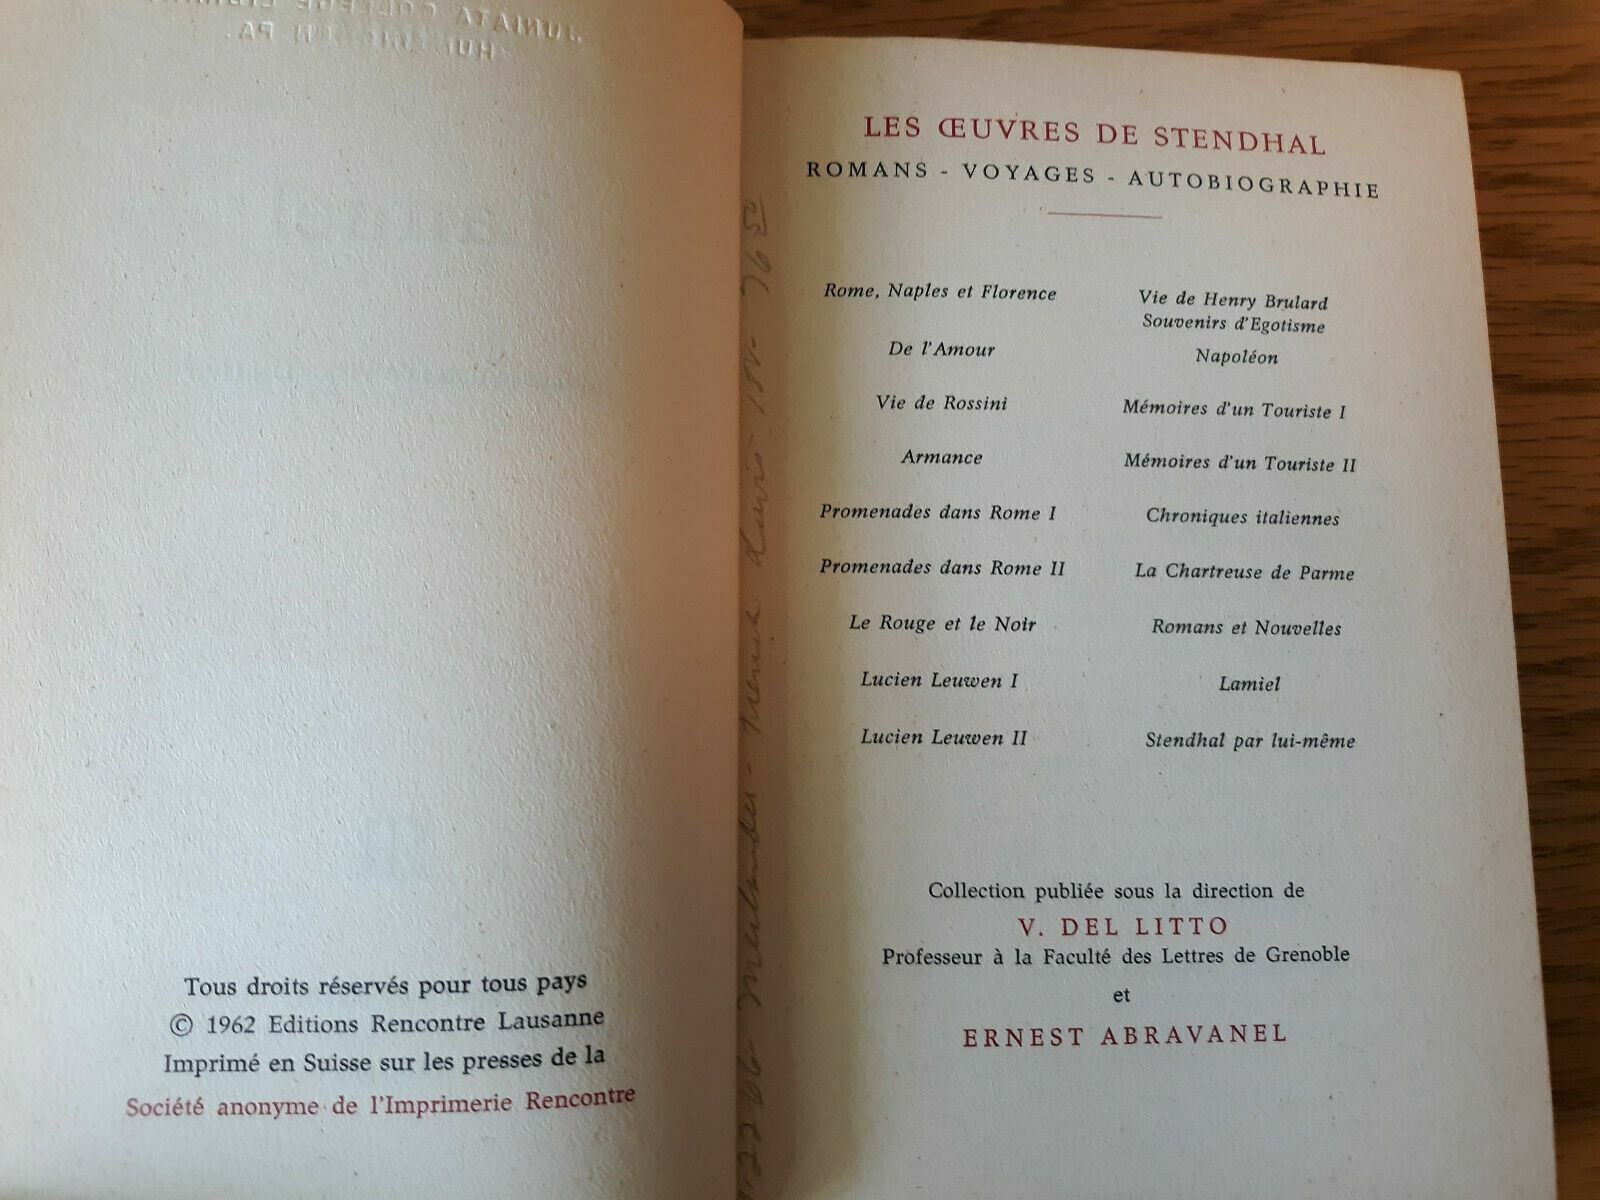 JUNIATA COLLEGE
PA.
Tous droits réservés pour tous pays
© 1962 Editions Rencontre Lausanne
Imprimé en Suisse sur les presses de la
Société anonyme de l'Imprimerie Rencontre
LES ŒUVRES DE STENDHAL
ROMANS - VOYAGES - AUTOBIOGRAPHIE
Rome, Naples et Florence
De l'Amour
Vie de Rossini
Armance
Promenades dans Rome I
Promenades dans Rome II
Le Rouge et le Noir
Lucien Leuwen I
Lucien Leuwen II
Vie de Henry Brulard
Souvenirs d'Egotisme
Napoléon
Mémoires d'un Touriste I
Mémoires d'un Touriste II
Chroniques italiennes
La Chartreuse de Parme
Romans et Nouvelles
Lamiel
Stendhal par lui-même
Collection publiée sous la direction de
V. DEL LITTO
Professeur à la Faculté des Lettres de Grenoble
et
ERNEST ABRAVANEL